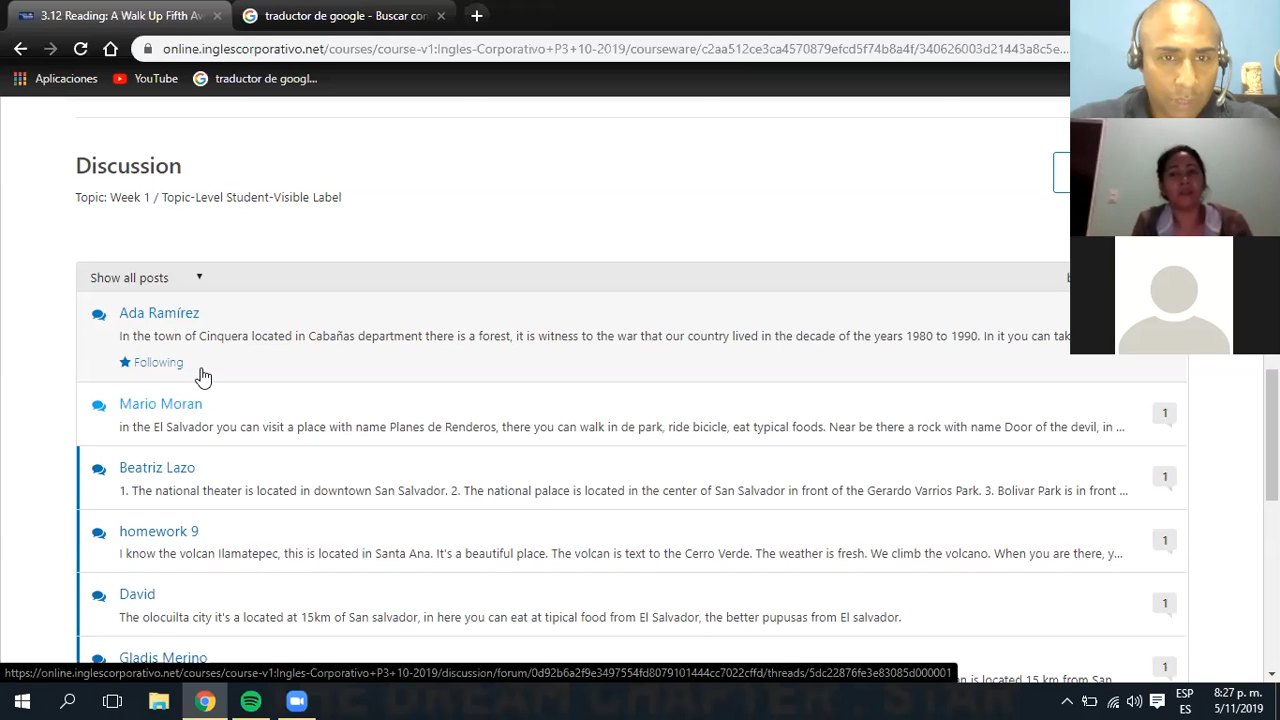 3.12 Reading: A Walk Up Fifth Av
traductor de google - Buscar con
online.inglescorporativo.net/courses/course-v1:Ingles-Corporativo+P3+10-2019/courseware/c2aa512ce3ca4570879efcd5f74b8a4f/340626003d21443a8c5e...
Aplicaciones
YouTube
traductor de googl...
Discussion
Topic: Week 1 / Topic-Level Student-Visible Label
Show all posts
Ada Ramírez
In the town of Cinquera located in Cabañas department there is a forest, it is witness to the war that our country lived in the decade of the years 1980 to 1990. In it you can tak
Following
Mario Moran
in the El Salvador you can visit a place with name Planes de Renderos, there you can walk in de park, ride bicycle, eat typical foods. Near be there a rock with name Door of the devil, in ...
1
Beatriz Lazo
1. The national theater is located in downtown San Salvador. 2. The national palace is located in the center of San Salvador in front of the Gerardo Varrios Park. 3. Bolivar Park is in front ...
1
homework 9
I know the volcan Ilamatepec, this is located in Santa Ana. It's a beautiful place. The volcan is text to the Cerro Verde. The weather is fresh. We climb the volcano. When you are there, y...
1
David
The olocuilta city it's a located at 15km of San salvador, in here you can eat at tipical food from El Salvador, the better pupusas from El salvador.
1
Gladis Merino
1
https://online.inglescorporativo.net/courses/course-v1:Ingles-Corporativo+P3+10-2019/discussion/forum/0d92b6a2f9e3497554fd8079101444cc7022cffd/threads/5dc22876fe3e83085d000001
is located 15 km from San
ESP
ES
8:27 p. m.
5/11/2019